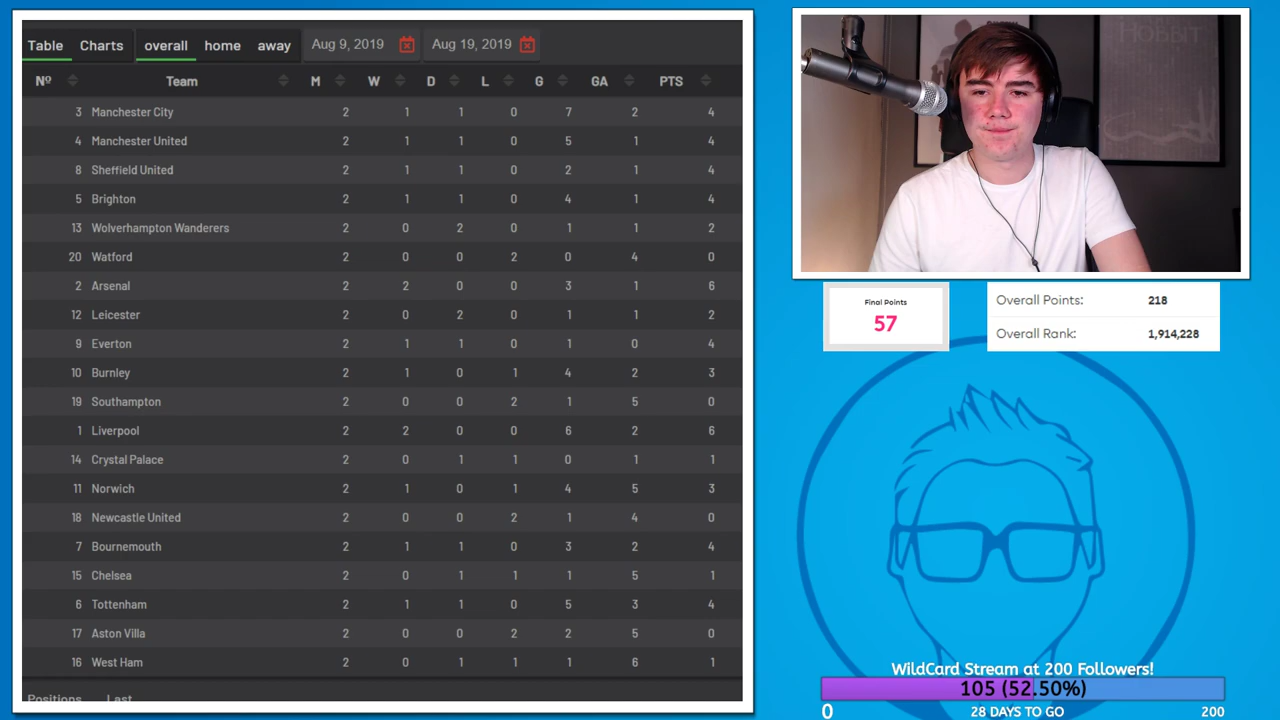 Table Charts overall home away Aug 9, 2019 Aug 19, 2019
Nº Team M W D L G GA PTS
3 Manchester City 2 1 1 0 7 2 4
4 Manchester United 2 1 1 0 5 1 4
8 Sheffield United 2 1 1 0 2 1 4
5 Brighton 2 1 1 0 4 1 4
13 Wolverhampton Wanderers 2 0 2 0 1 1 2
20 Watford 2 0 0 2 0 4 0
2 Arsenal 2 2 0 0 3 1 6
12 Leicester 2 0 2 0 1 1 2
9 Everton 2 1 1 0 1 0 4
10 Burnley 2 1 0 1 4 2 3
19 Southampton 2 0 0 2 1 5 0
1 Liverpool 2 2 0 0 6 2 6
14 Crystal Palace 2 0 1 1 0 1 1
11 Norwich 2 1 0 1 4 5 3
18 Newcastle United 2 0 0 2 1 4 0
7 Bournemouth 2 1 1 0 3 2 4
15 Chelsea 2 0 1 1 1 5 1
6 Tottenham 2 1 1 0 5 3 4
17 Aston Villa 2 0 0 2 2 5 0
16 West Ham 2 0 1 1 1 6 1
Positions Last
HOBBIT
Final Points
57
Overall Points: 218
Overall Rank: 1,914,228
WildCard Stream at 200 Followers!
105 (52.50%)
0 28 DAYS TO GO 200